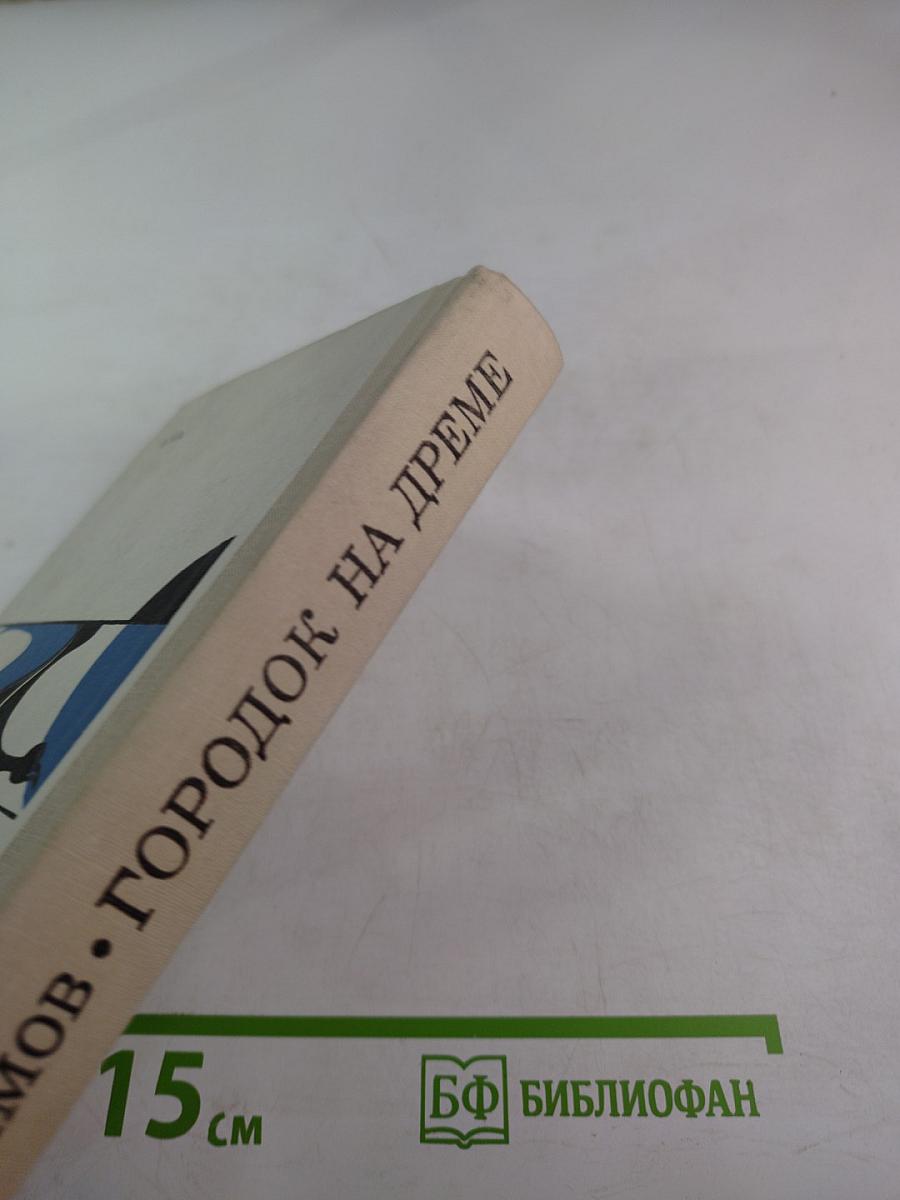 МОВ • ГОРОДОК НА ДРЕМЕ
15 см
БФ БИБЛИОФАН